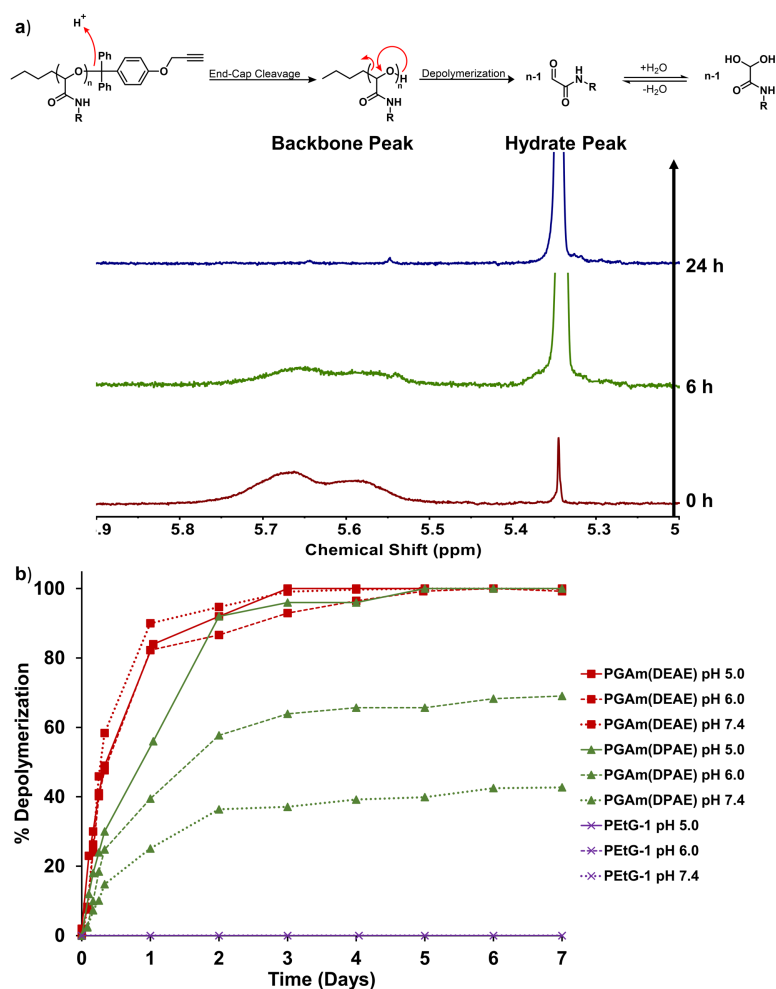 a)
H+
Ph
O
n
Ph
O
O
NH
R
End-Cap Cleavage
O
H
n
O
NH
R
Depolymerization
n-1
O
H
N
R
O
+H2O
-H2O
n-1
HO
OH
O
NH
R
Backbone Peak
Hydrate Peak
24 h
6 h
0 h
.9
5.8
5.7
5.6
5.5
5.4
5.3
5
Chemical Shift (ppm)
b)
% Depolymerization
100
80
60
40
20
0
0 1 2 3 4 5 6 7
Time (Days)
PGAm(DEAE) pH 5.0
PGAm(DEAE) pH 6.0
PGAm(DEAE) pH 7.4
PGAm(DPAE) pH 5.0
PGAm(DPAE) pH 6.0
PGAm(DPAE) pH 7.4
PEtG-1 pH 5.0
PEtG-1 pH 6.0
PEtG-1 pH 7.4